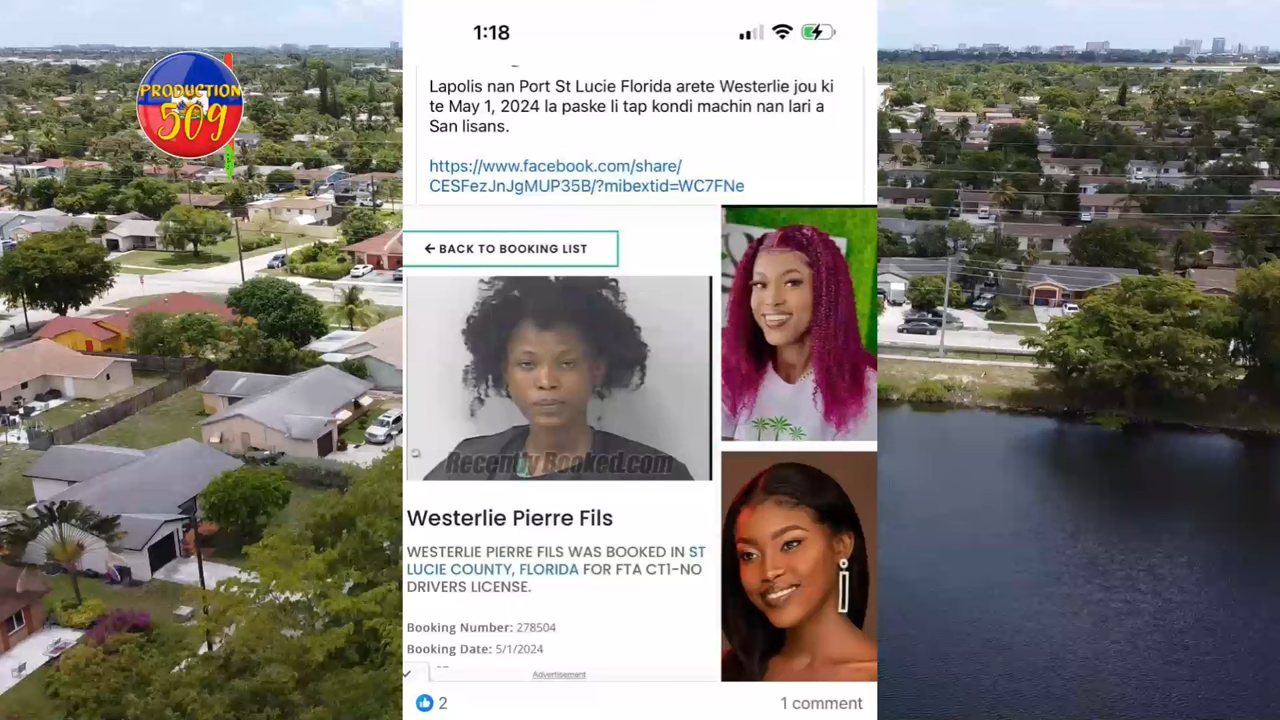 PRODUCTION
509
1:18
Lapolis nan Port St Lucie Florida arete Westerlie jou ki
te May 1, 2024 la paske li tap kondi machin nan lari a
San lisans.
https://www.facebook.com/share/
CESFezJnJgMUP35B/?mibextid=WC7FNe
← BACK TO BOOKING LIST
RecentlyBooked.com
Westerlie Pierre Fils
WESTERLIE PIERRE FILS WAS BOOKED IN ST
LUCIE COUNTY, FLORIDA FOR FTA CT1-NO
DRIVERS LICENSE.
Booking Number: 278504
Booking Date: 5/1/2024
Advertisement
2
1 comment